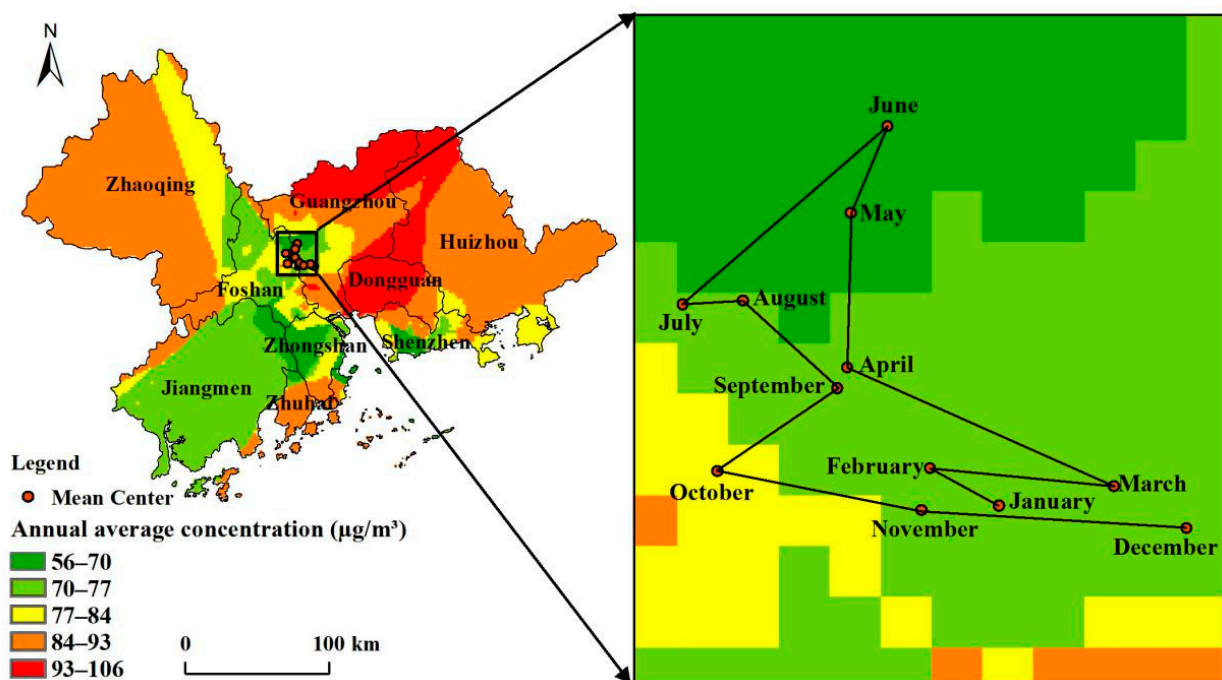 N
Zhaoqing
Guangzhou
Huizhou
Dongguan
Foshan
Zhongshan
Shenzhen
Jiangmen
Zhuhai
Legend
Mean Center
Annual average concentration (μg/m³)
56–70
70–77
77–84
84–93
93–106
0
100 km
June
May
August
July
April
September
February
October
March
January
November
December